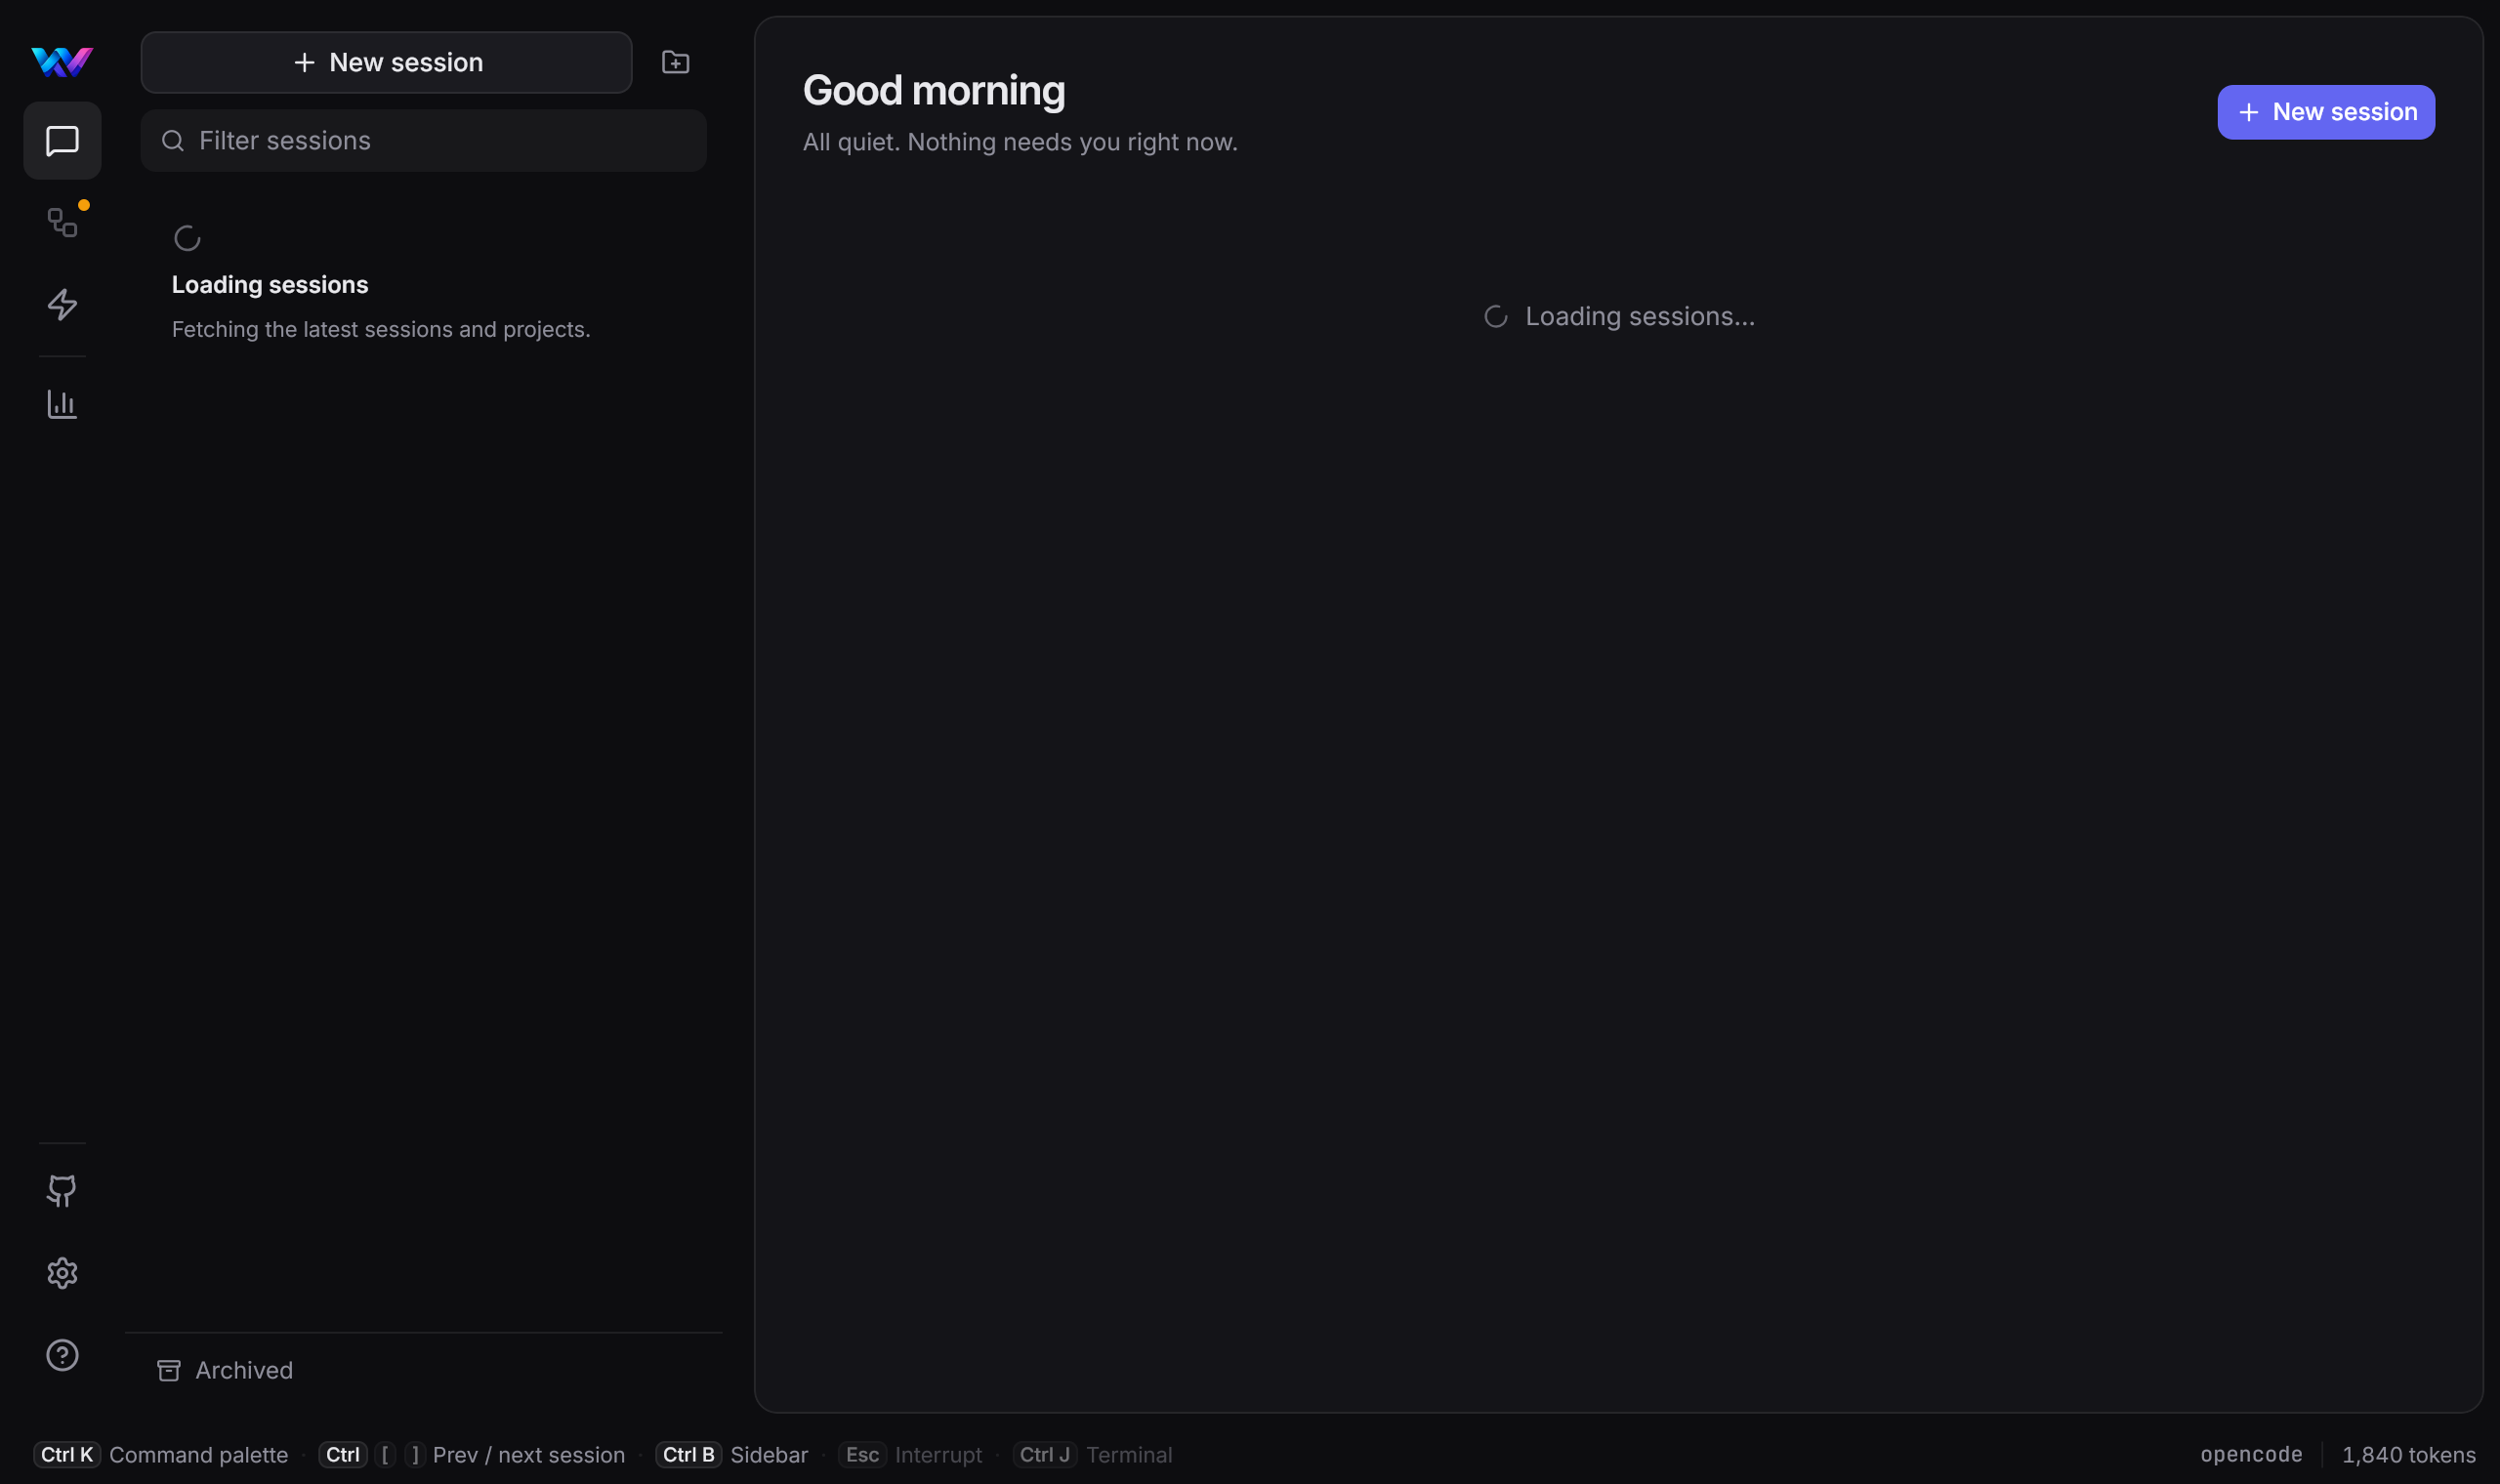 New session
Filter sessions
Loading sessions
Fetching the latest sessions and projects.
Archived
Good morning
All quiet. Nothing needs you right now.
New session
Loading sessions...
Ctrl K Command palette · Ctrl [ ] Prev / next session · Ctrl B Sidebar · Esc Interrupt · Ctrl J Terminal
opencode 1,840 tokens